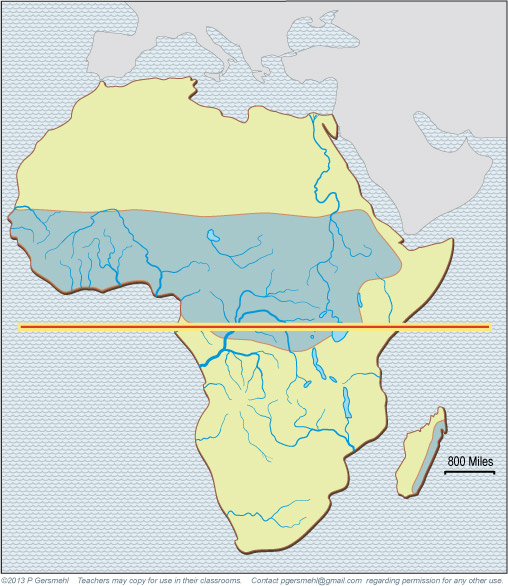 800 Miles
©2013 P Gersmehl    Teachers may copy for use in their classrooms.    Contact pgersmehl@gmail.com  regarding permission for any other use.